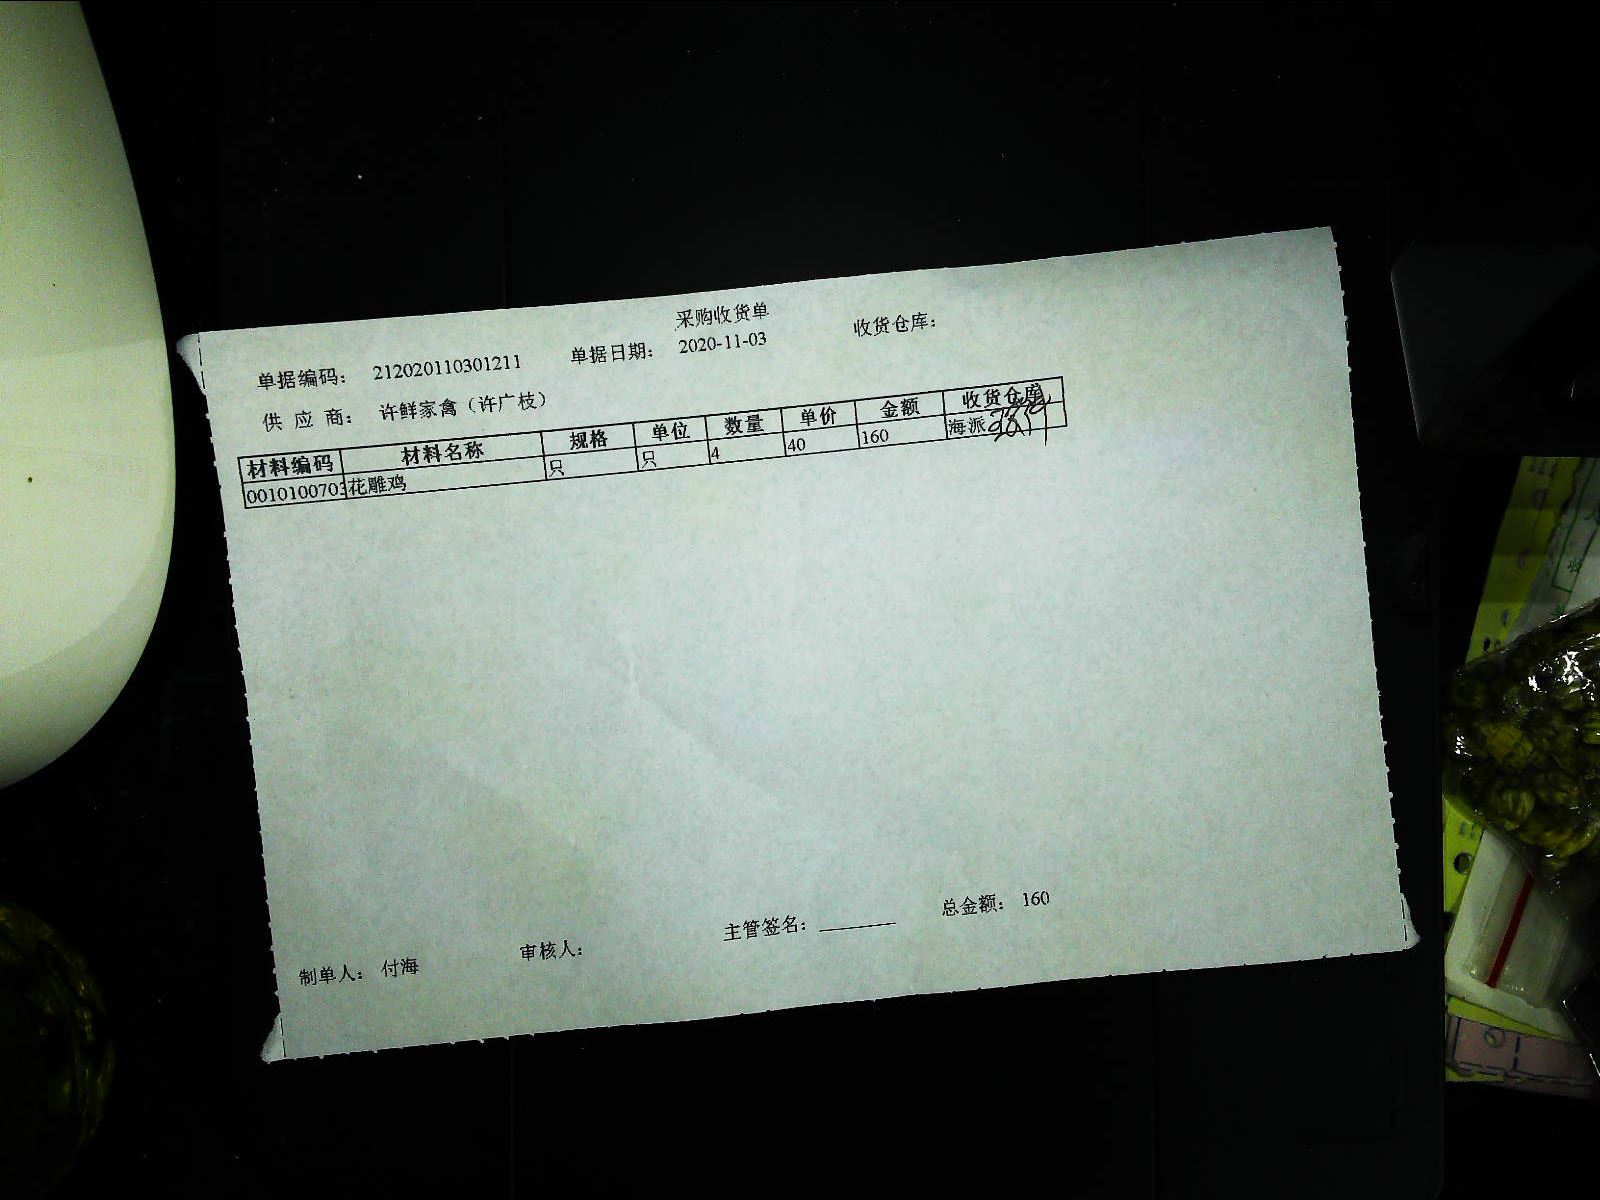 采购收货单
单据编码： 212020110301211 单据日期： 2020-11-03 收货仓库：
供 应 商： 许鲜家禽（许广枝）
材料编码 材料名称 规格 单位 数量 单价 金额 收货仓库
0010100703 花雕鸡 只 只 4 40 160 海派
制单人： 付海 审核人： 主管签名： 总金额： 160